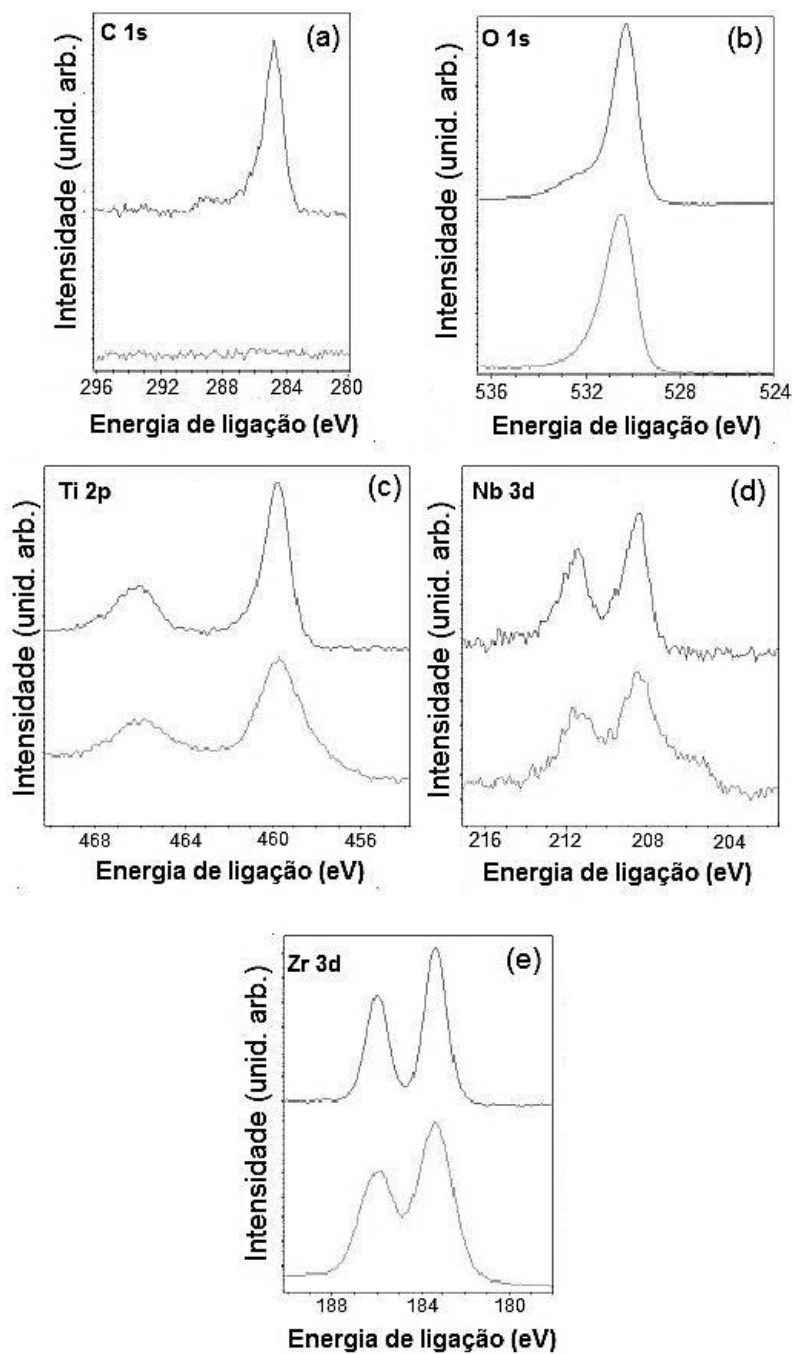 C 1s
(a)
Intensidade (unid. arb.)
296 292 288 284 280
Energia de ligação (eV)
O 1s
(b)
Intensidade (unid. arb.)
536 532 528 524
Energia de ligação (eV)
Ti 2p
(c)
Intensidade (unid. arb.)
468 464 460 456
Energia de ligação (eV)
Nb 3d
(d)
Intensidade (unid. arb.)
216 212 208 204
Energia de ligação (eV)
Zr 3d
(e)
Intensidade (unid. arb.)
188 184 180
Energia de ligação (eV)